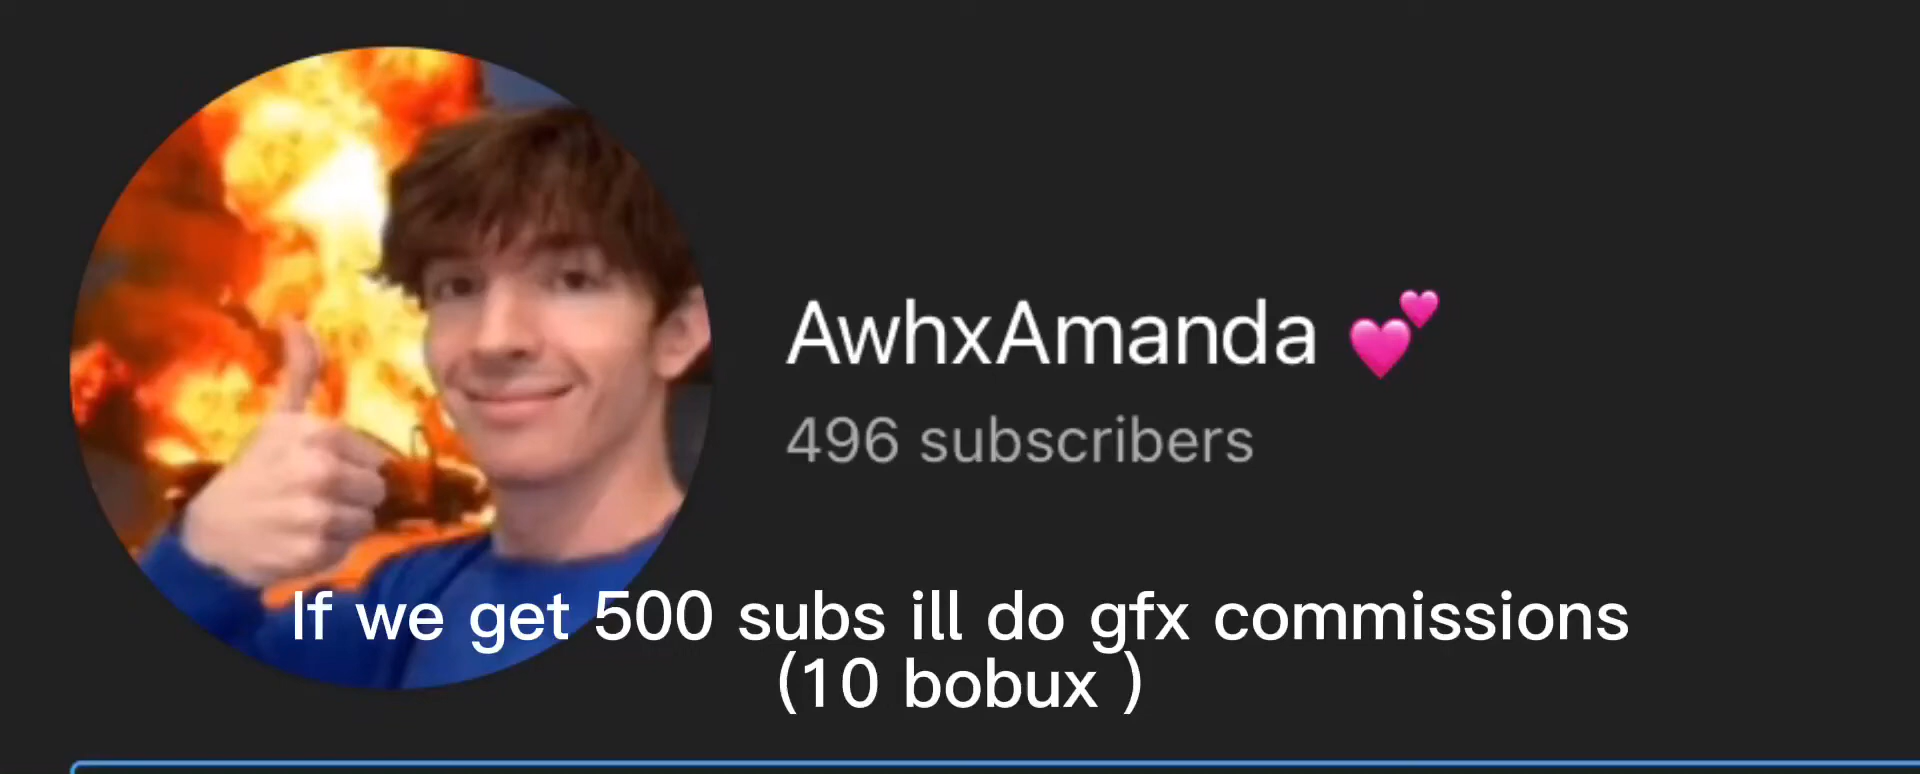 AwhxAmanda 💕
496 subscribers
If we get 500 subs ill do gfx commissions
(10 bobux )